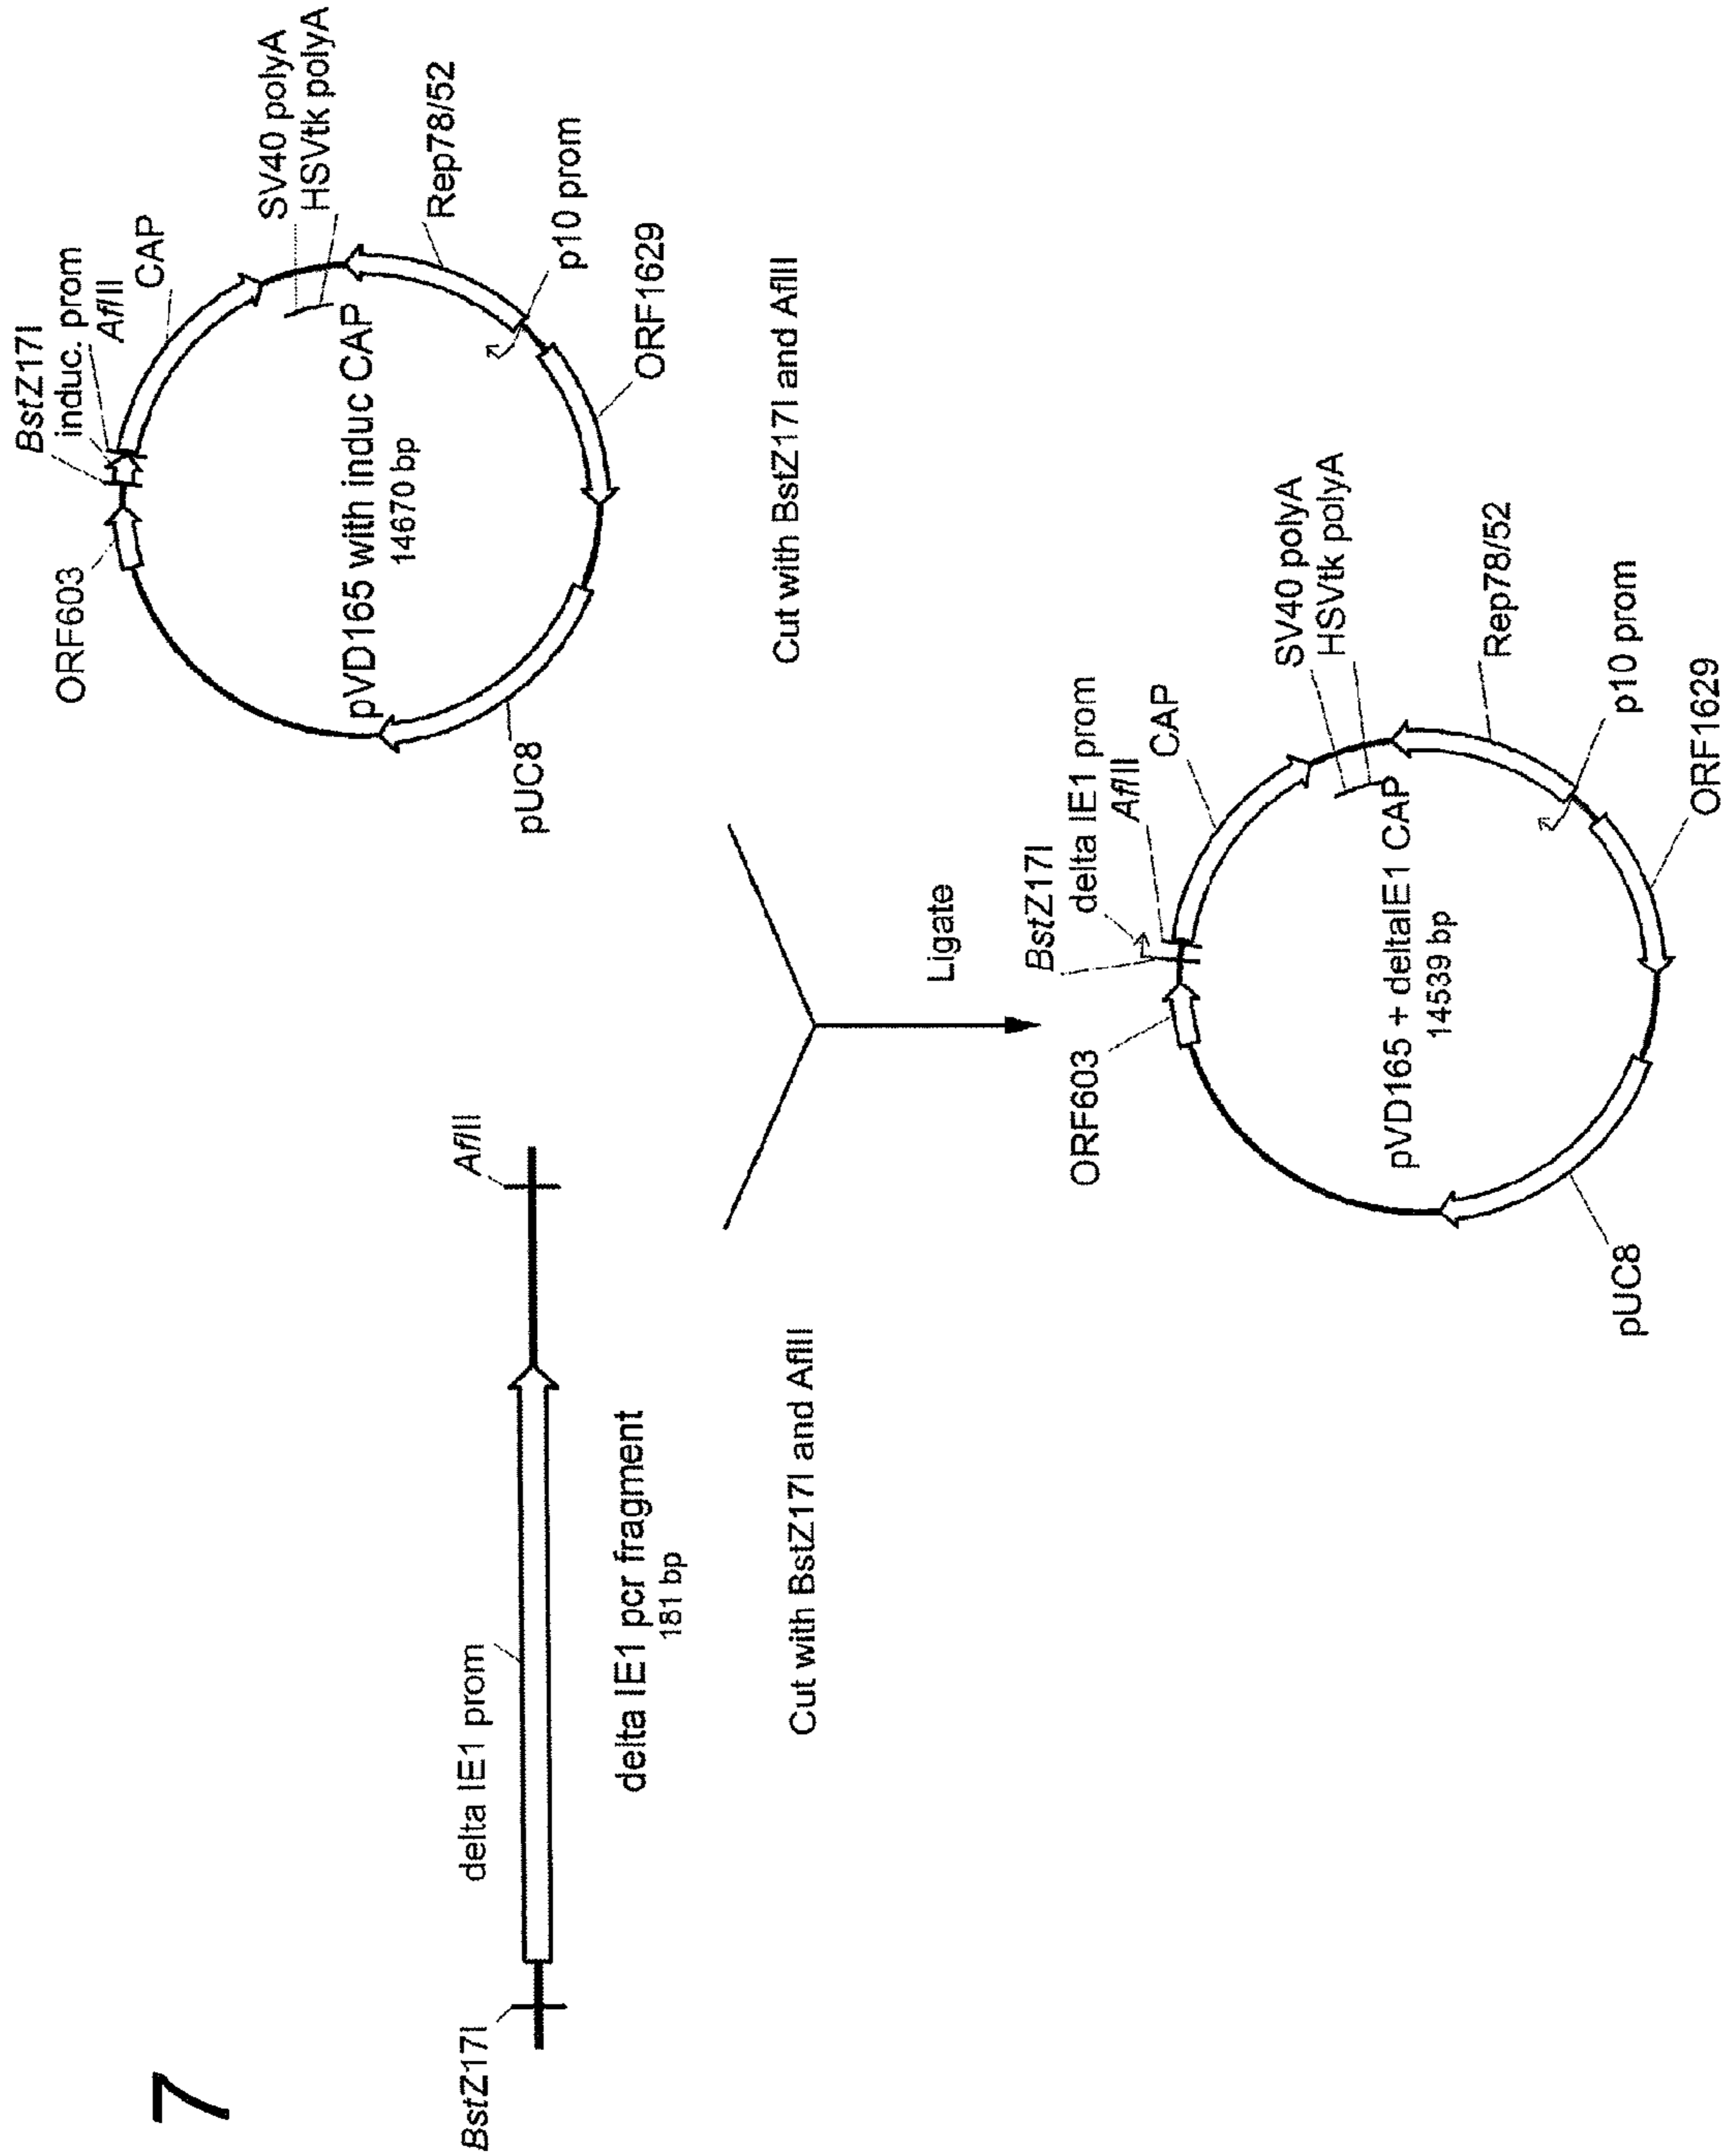 7
BstZ17I
delta IE1 prom
AflII
delta IE1 pcr fragment
181 bp
Cut with BstZ17I and AflII
BstZ17I
induc. prom
AflII
ORF603
CAP
SV40 polyA
HSVtk polyA
pVD165 with induc CAP
14670 bp
Rep78/52
pUC8
p10 prom
ORF1629
Cut with BstZ17I and AflII
Ligate
BstZ17I
delta IE1 prom
AflII
ORF603
CAP
SV40 polyA
HSVtk polyA
pVD165 + deltaIE1 CAP
14539 bp
Rep78/52
pUC8
p10 prom
ORF1629